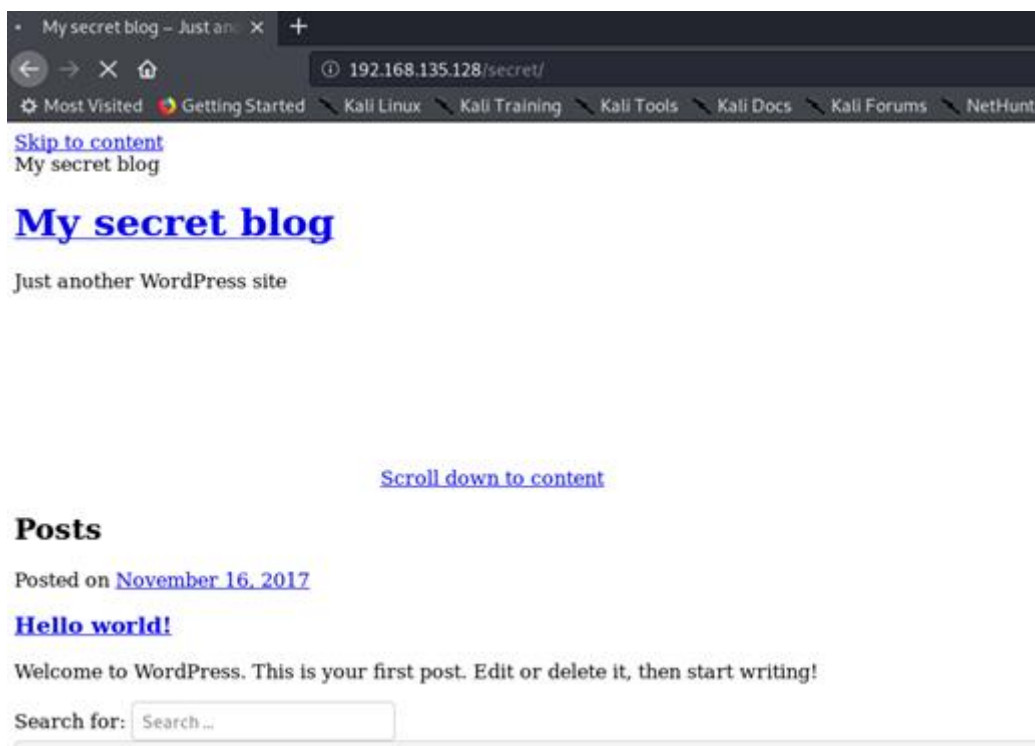 My secret blog – Just an
192.168.135.128/secret/
Most Visited Getting Started Kali Linux Kali Training Kali Tools Kali Docs Kali Forums NetHunt
Skip to content
My secret blog
My secret blog
Just another WordPress site
Scroll down to content
Posts
Posted on November 16, 2017
Hello world!
Welcome to WordPress. This is your first post. Edit or delete it, then start writing!
Search for: Search ...